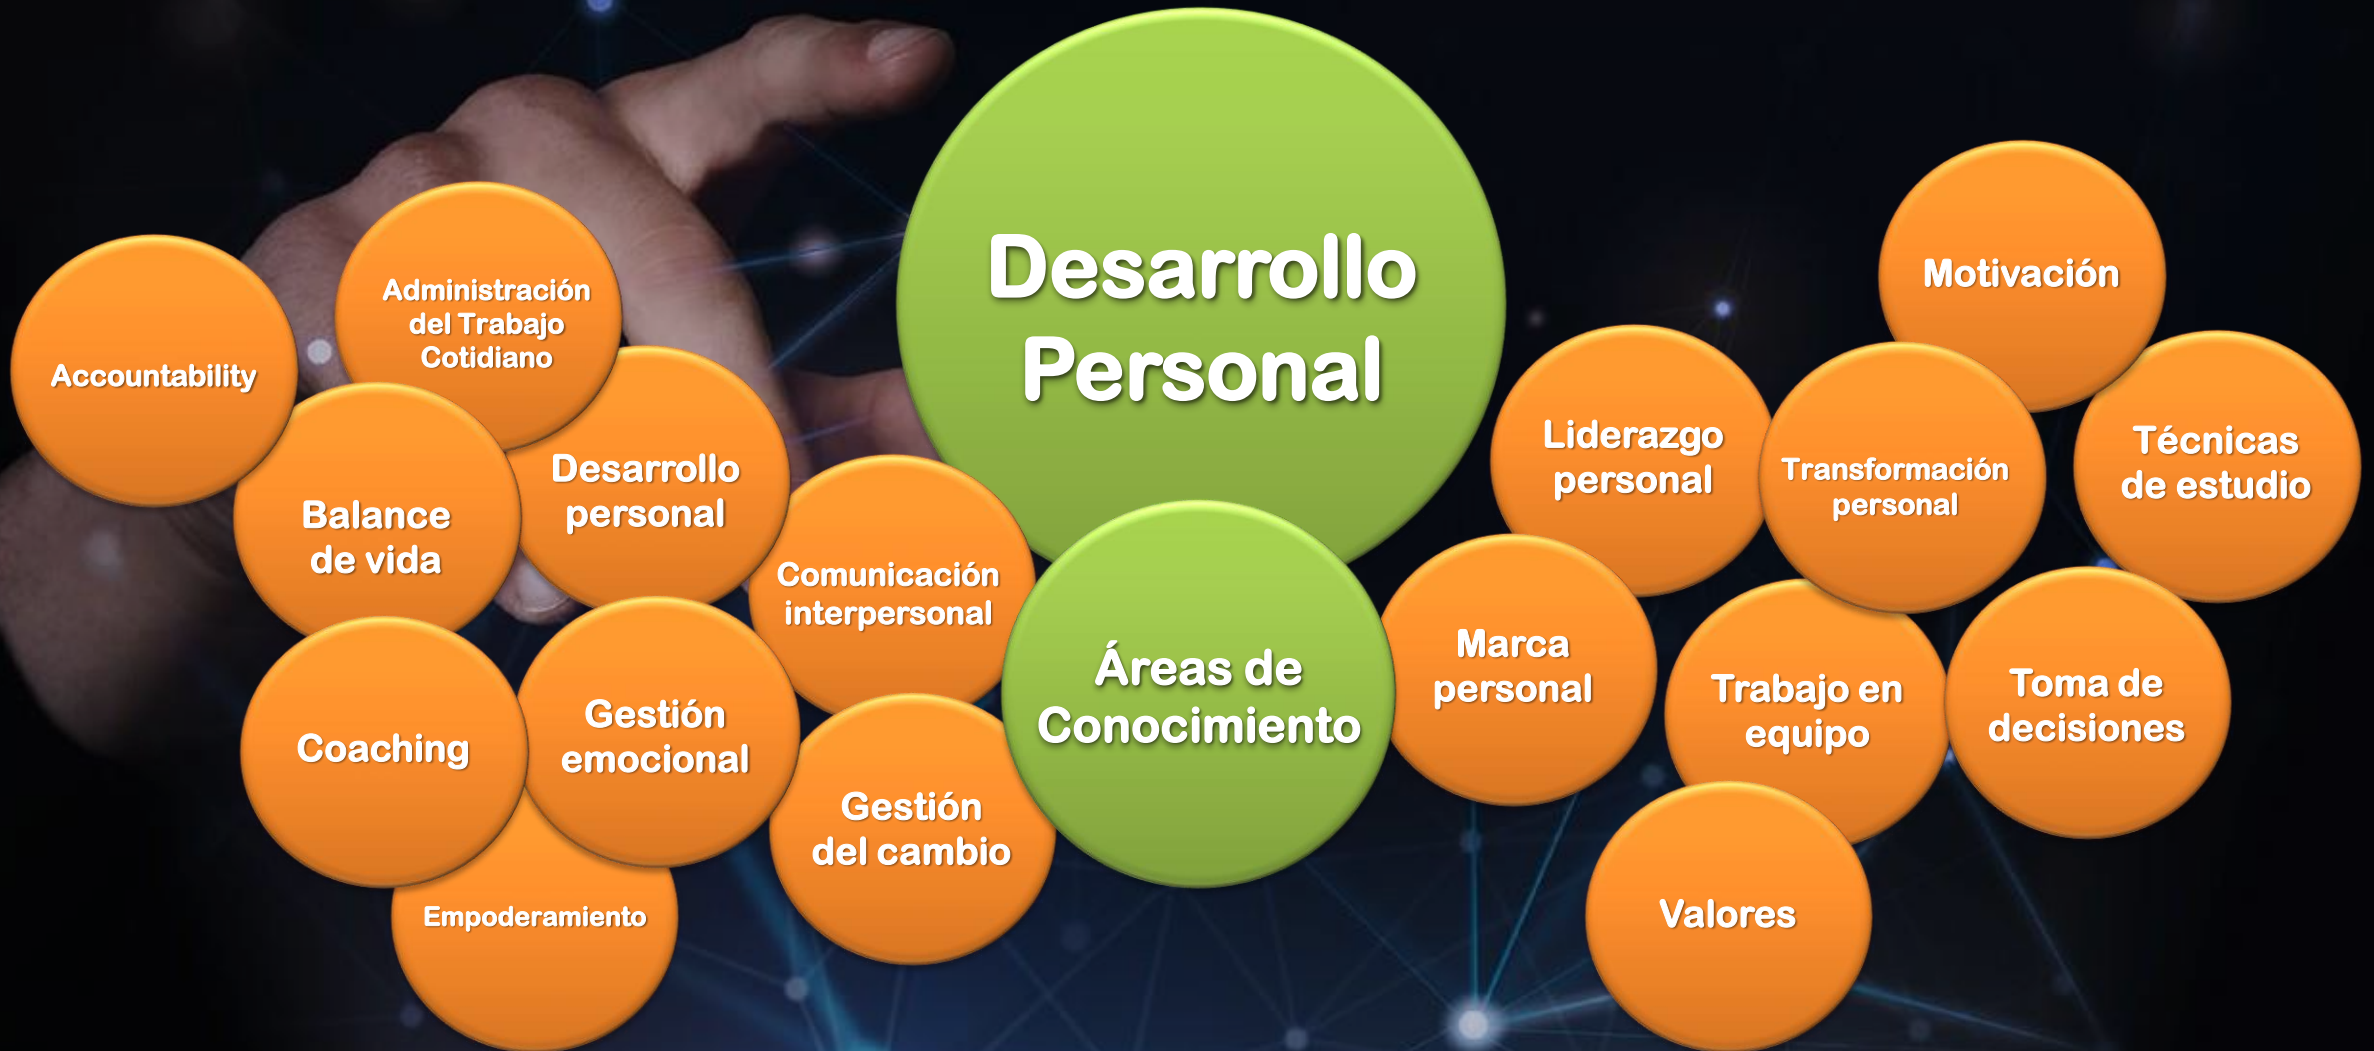 Desarrollo
Personal
Áreas de
Conocimiento
Accountability
Administración
del Trabajo
Cotidiano
Balance
de vida
Desarrollo
personal
Comunicación
interpersonal
Coaching
Gestión
emocional
Gestión
del cambio
Empoderamiento
Motivación
Liderazgo
personal
Transformación
personal
Técnicas
de estudio
Marca
personal
Trabajo en
equipo
Toma de
decisiones
Valores